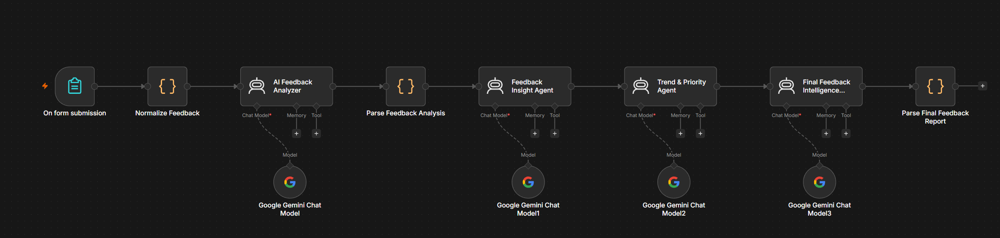 On form submission
Normalize Feedback
AI Feedback
Analyzer
Chat Model*
Memory
Tool
Model
Google Gemini Chat
Model
Parse Feedback Analysis
Feedback
Insight Agent
Chat Model*
Memory
Tool
Model
Google Gemini Chat
Model1
Trend & Priority
Agent
Chat Model*
Memory
Tool
Model
Google Gemini Chat
Model2
Final Feedback
Intelligence...
Chat Model*
Memory
Tool
Model
Google Gemini Chat
Model3
Parse Final Feedback
Report